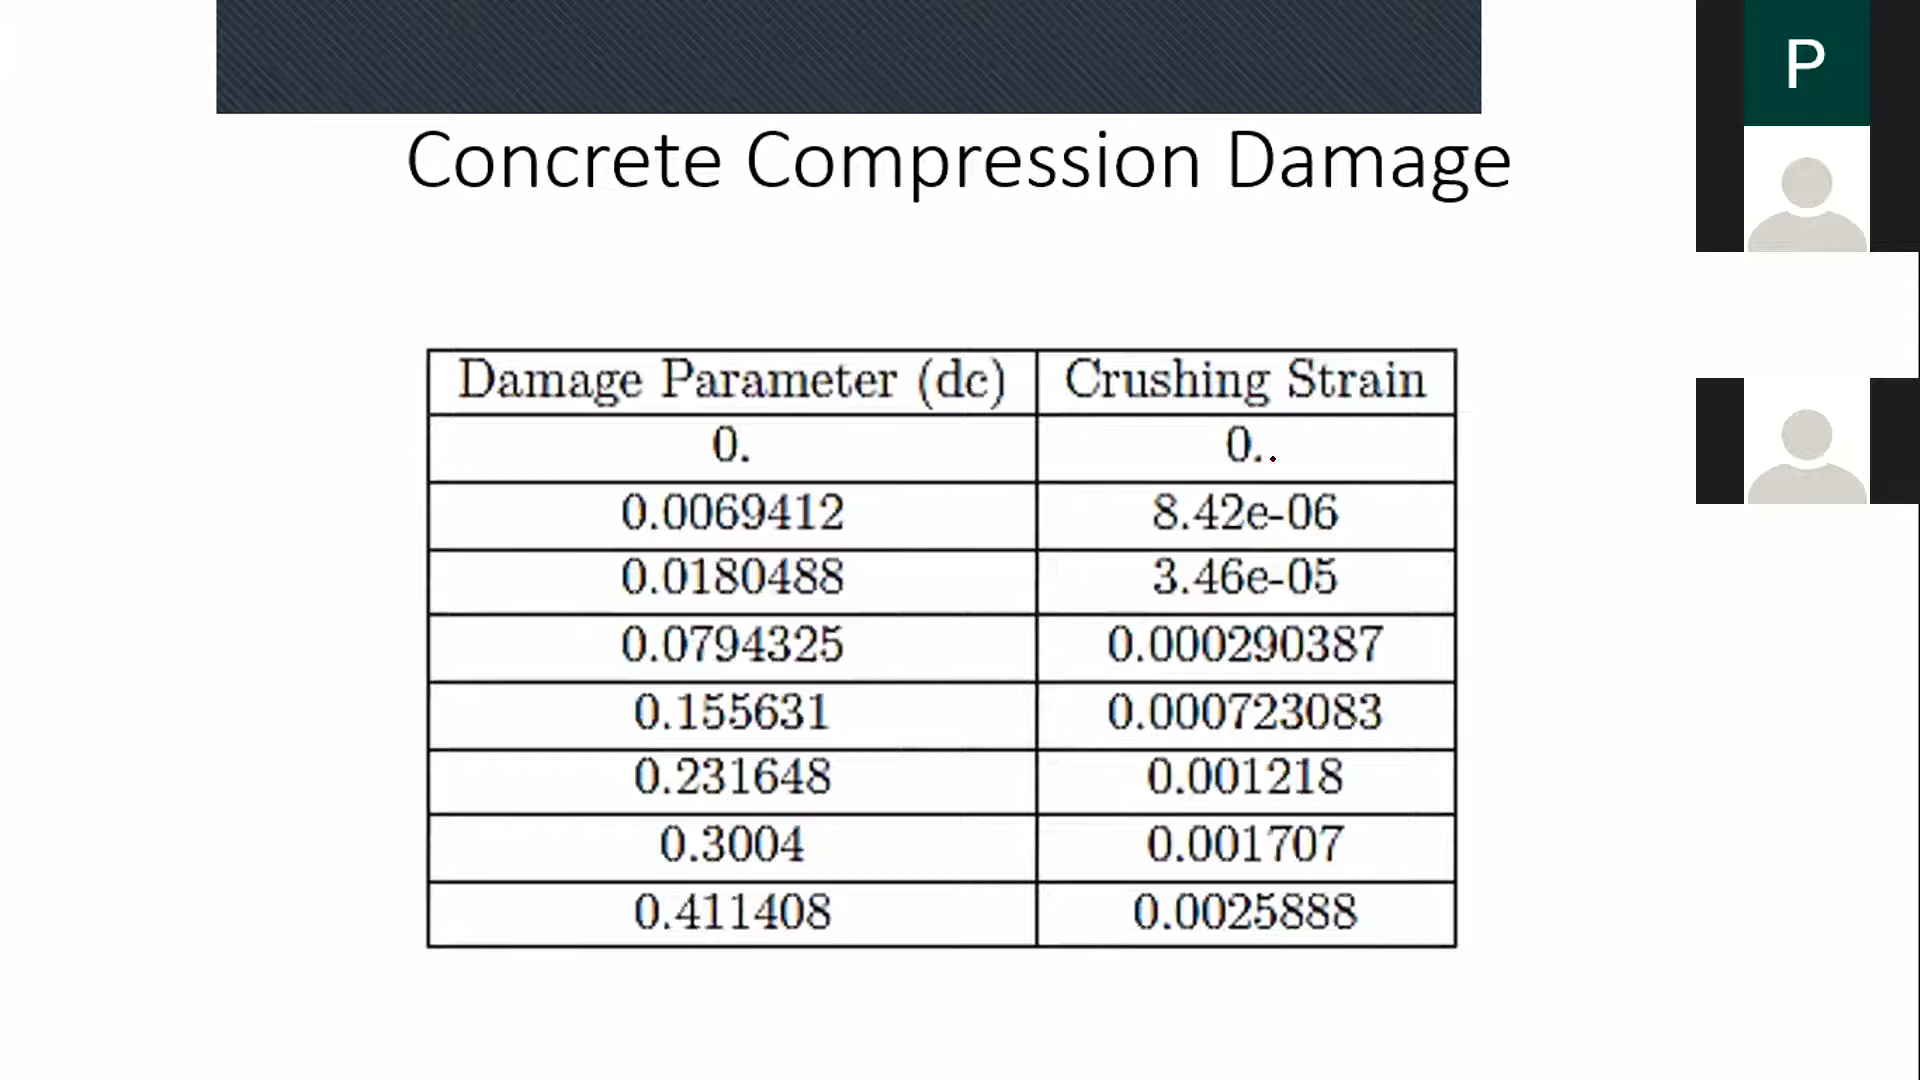 P
Concrete Compression Damage
Damage Parameter (dc) Crushing Strain
0. 0..
0.0069412 8.42e-06
0.0180488 3.46e-05
0.0794325 0.000290387
0.155631 0.000723083
0.231648 0.001218
0.3004 0.001707
0.411408 0.0025888